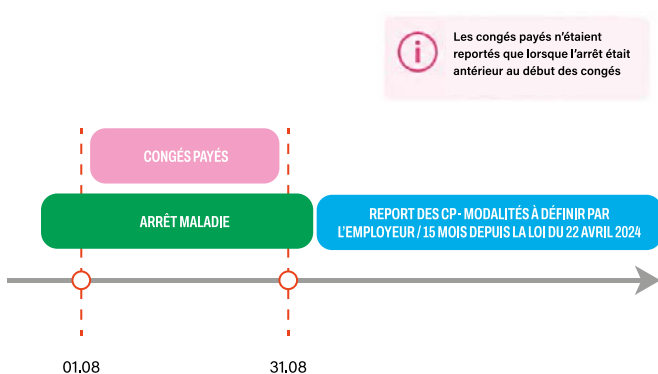 Les congés payés n'étaient
reportés que lorsque l'arrêt était
antérieur au début des congés
CONGÉS PAYÉS
ARRÊT MALADIE
REPORT DES CP - MODALITÉS À DÉFINIR PAR
L'EMPLOYEUR / 15 MOIS DEPUIS LA LOI DU 22 AVRIL 2024
01.08
31.08